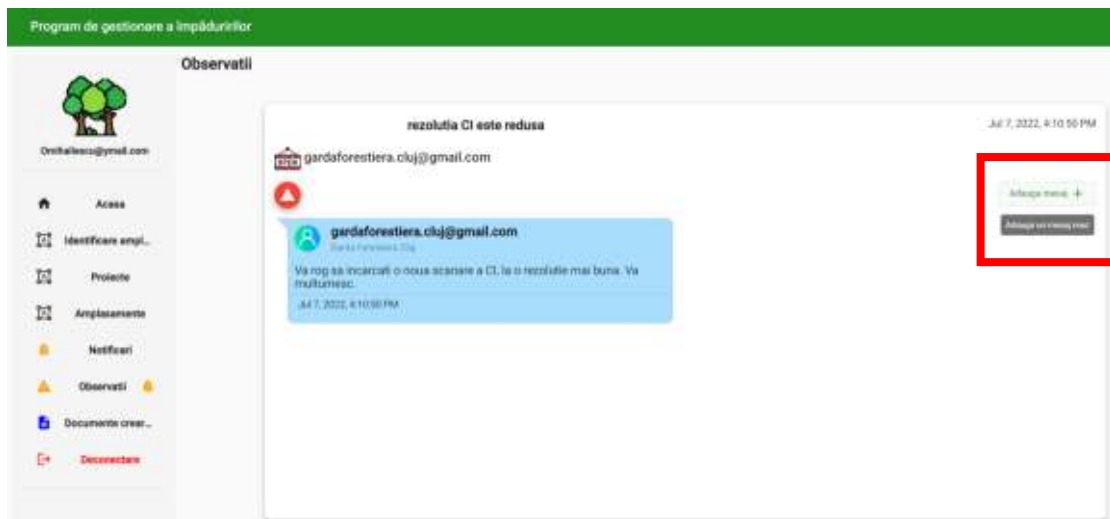 Program de gestionare a împăduririlor
Observatii
rezolutia CI este redusa
Jul 7, 2022, 4:10:50 PM
gardaforestiera.cluj@gmail.com
Adauga mesaj +
Adauga un mesaj nou
gardaforestiera.cluj@gmail.com
Garda Forestiera Cluj
Va rog sa incarcati o noua scanare a CI, la o rezolutie mai buna. Va
multumesc.
Jul 7, 2022, 4:10:50 PM
Acasa
Identificare ampl...
Proiecte
Amplasamente
Notificari
Observatii
Documente crear...
Deconectare